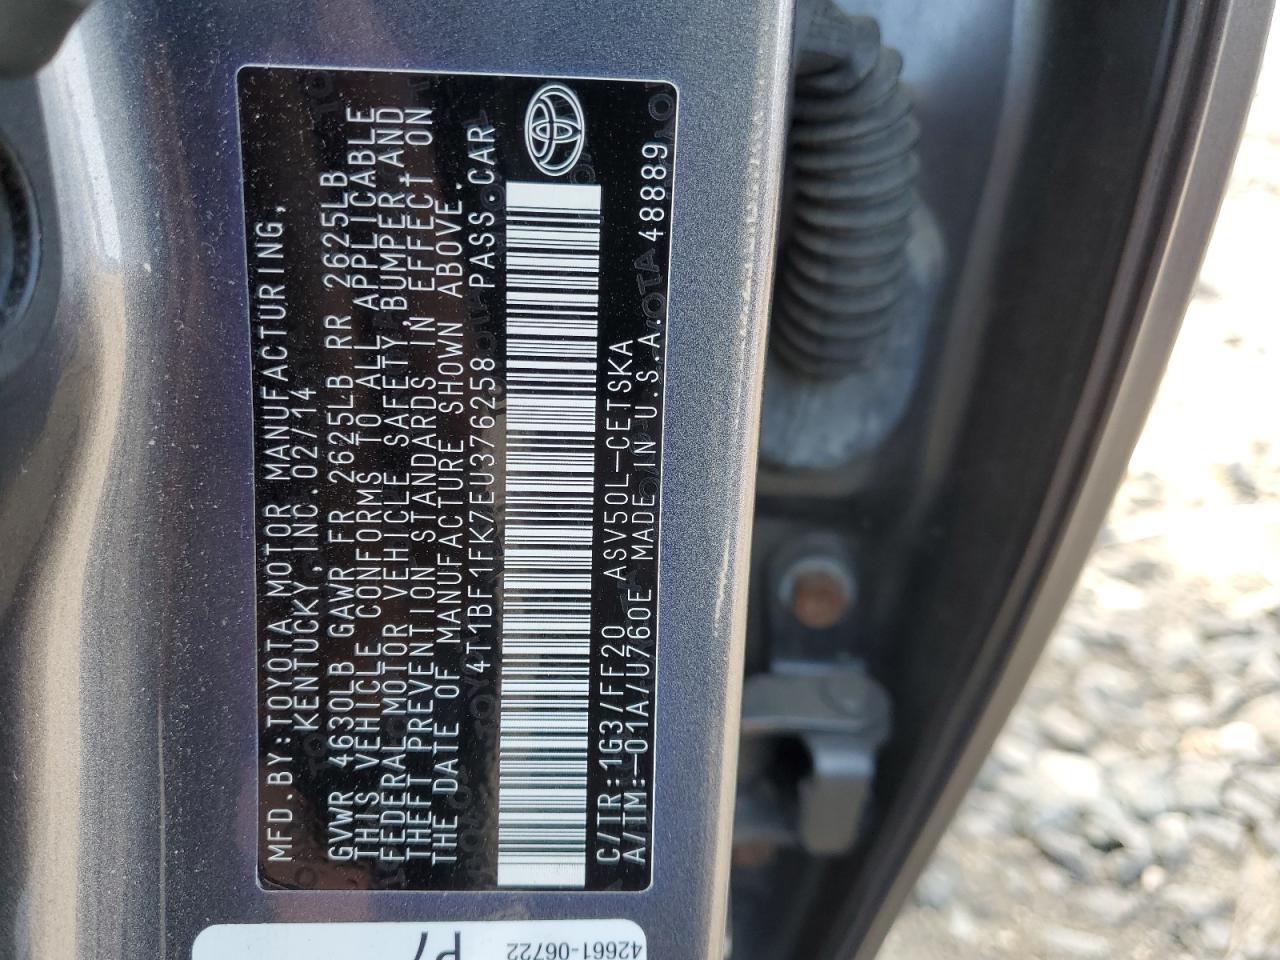 MFD.BY:TOYOTA MOTOR MANUFACTURING,
KENTUCKY,INC.02/14
GVWR 4630LB GAWR FR 2625LB RR 2625LB
THIS VEHICLE CONFORMS TO ALL APPLICABLE
FEDERAL MOTOR VEHICLE SAFETY,BUMPER,AND
THEFT PREVENTION STANDARDS IN EFFECT ON
THE DATE OF MANUFACTURE SHOWN ABOVE.
4T1BF1FK7EU376258 PASS.CAR
C/TR:1G3/FF20 ASV50L-CETSKA
A/TM:-01A/U760E MADE IN U.S.A. 48889
42661-06722